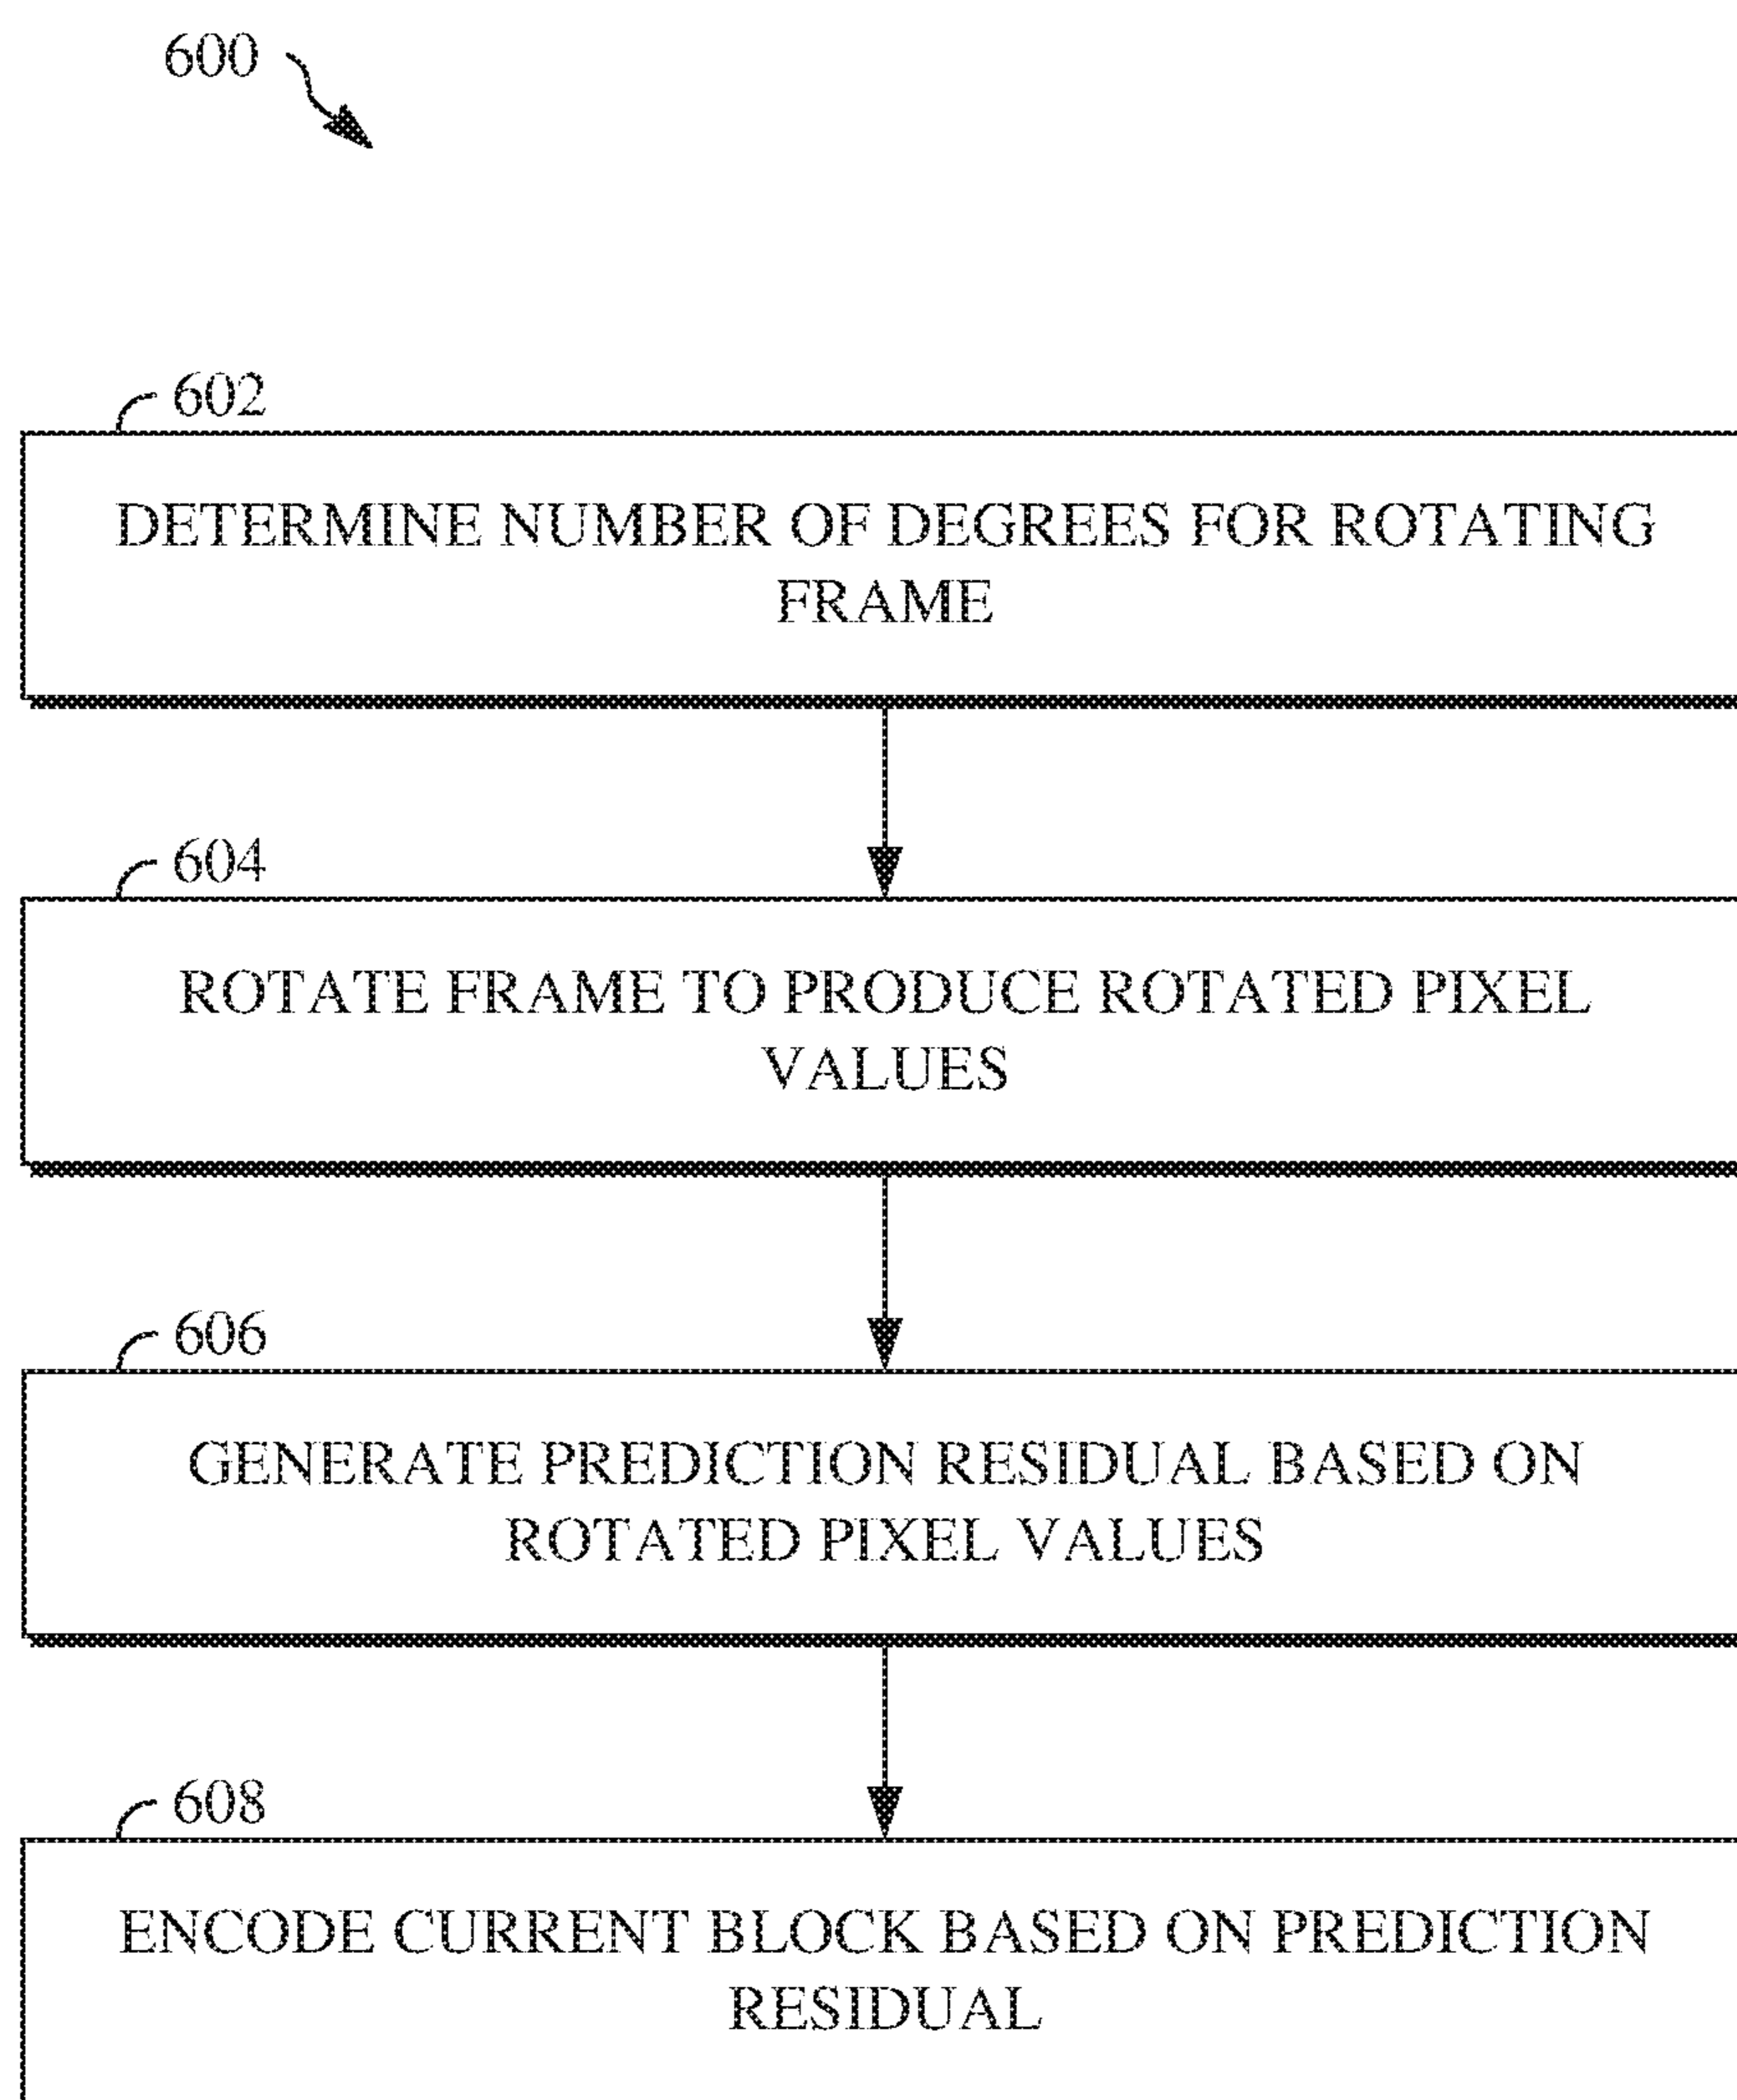 600
602
DETERMINE NUMBER OF DEGREES FOR ROTATING
FRAME
604
ROTATE FRAME TO PRODUCE ROTATED PIXEL
VALUES
606
GENERATE PREDICTION RESIDUAL BASED ON
ROTATED PIXEL VALUES
608
ENCODE CURRENT BLOCK BASED ON PREDICTION
RESIDUAL